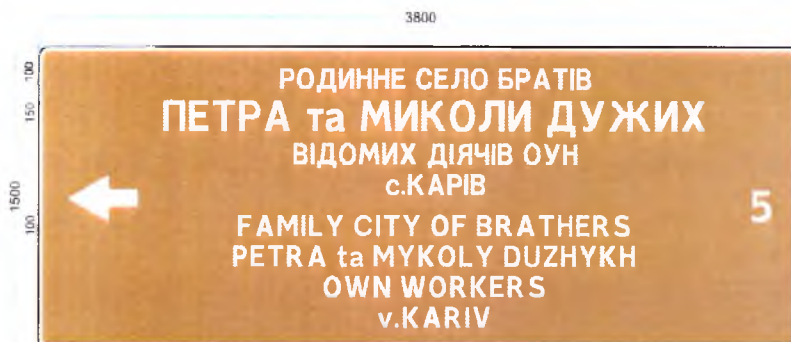 3800
РОДИННЕ СЕЛО БРАТІВ
ПЕТРА та МИКОЛИ ДУЖИХ
ВІДОМИХ ДІЯЧІВ ОУН
с.КАРІВ
FAMILY CITY OF BRATHERS
PETRA ta MYKOLY DUZHYKH
OWN WORKERS
v.KARIV
5
100
150
1500
100